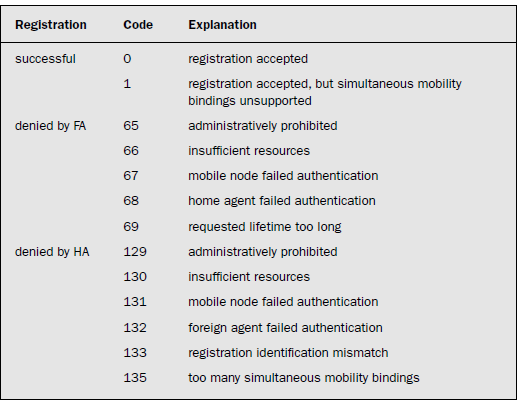 Registration Code Explanation
successful 0 registration accepted
1 registration accepted, but simultaneous mobility
bindings unsupported
denied by FA 65 administratively prohibited
66 insufficient resources
67 mobile node failed authentication
68 home agent failed authentication
69 requested lifetime too long
denied by HA 129 administratively prohibited
130 insufficient resources
131 mobile node failed authentication
132 foreign agent failed authentication
133 registration identification mismatch
135 too many simultaneous mobility bindings